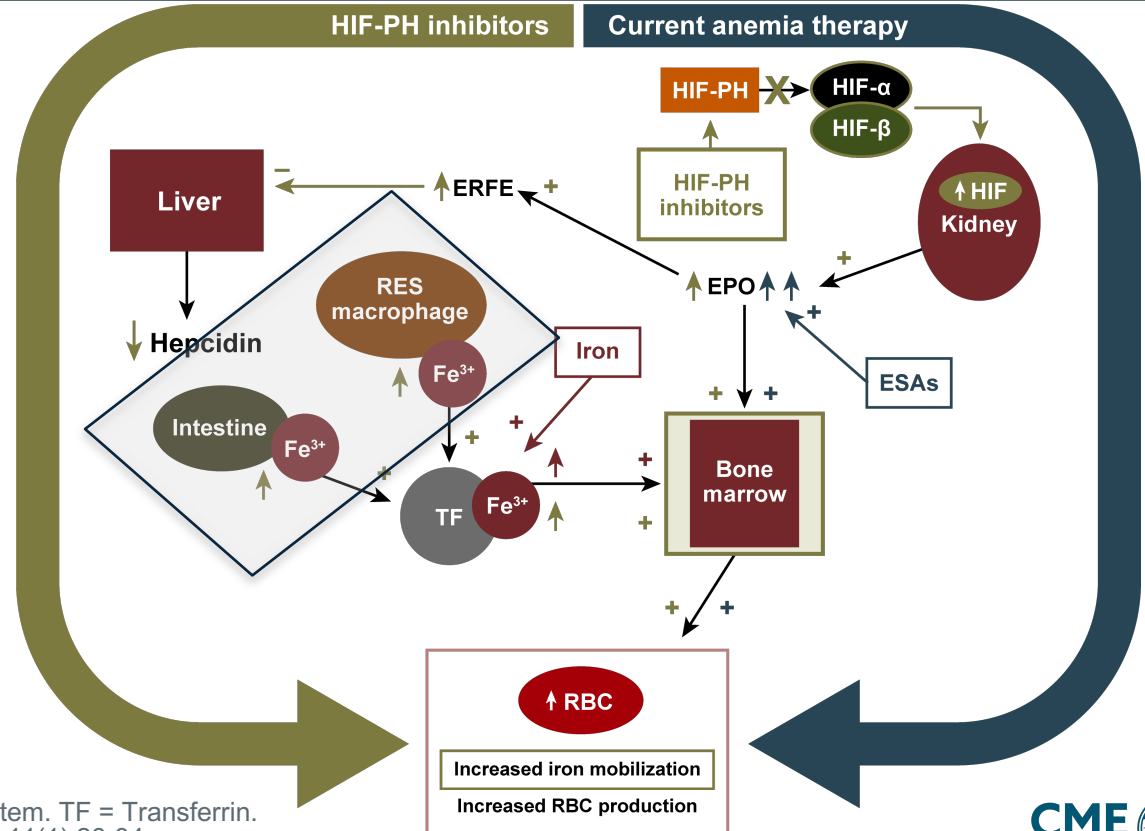 HIF-PH inhibitors
Current anemia therapy
HIF-PH
X
HIF-α
HIF-β
HIF-PH
inhibitors
HIF
Kidney
Liver
–
ERFE +
+
EPO
+
ESAs
RES
macrophage
Fe³⁺
Hepcidin
Iron
Intestine
Fe³⁺
+
+
+
+ +
Bone
marrow
TF
Fe³⁺
+
+
+ +
RBC
Increased iron mobilization
Increased RBC production
tem. TF = Transferrin.
CME